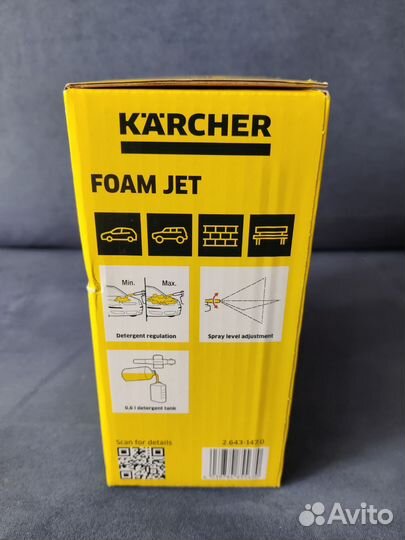 KÄRCHER
FOAM JET
Min. Max.
Detergent regulation
Spray level adjustment
0,6 l detergent tank
Scan for details
2.643-147.0
Avito